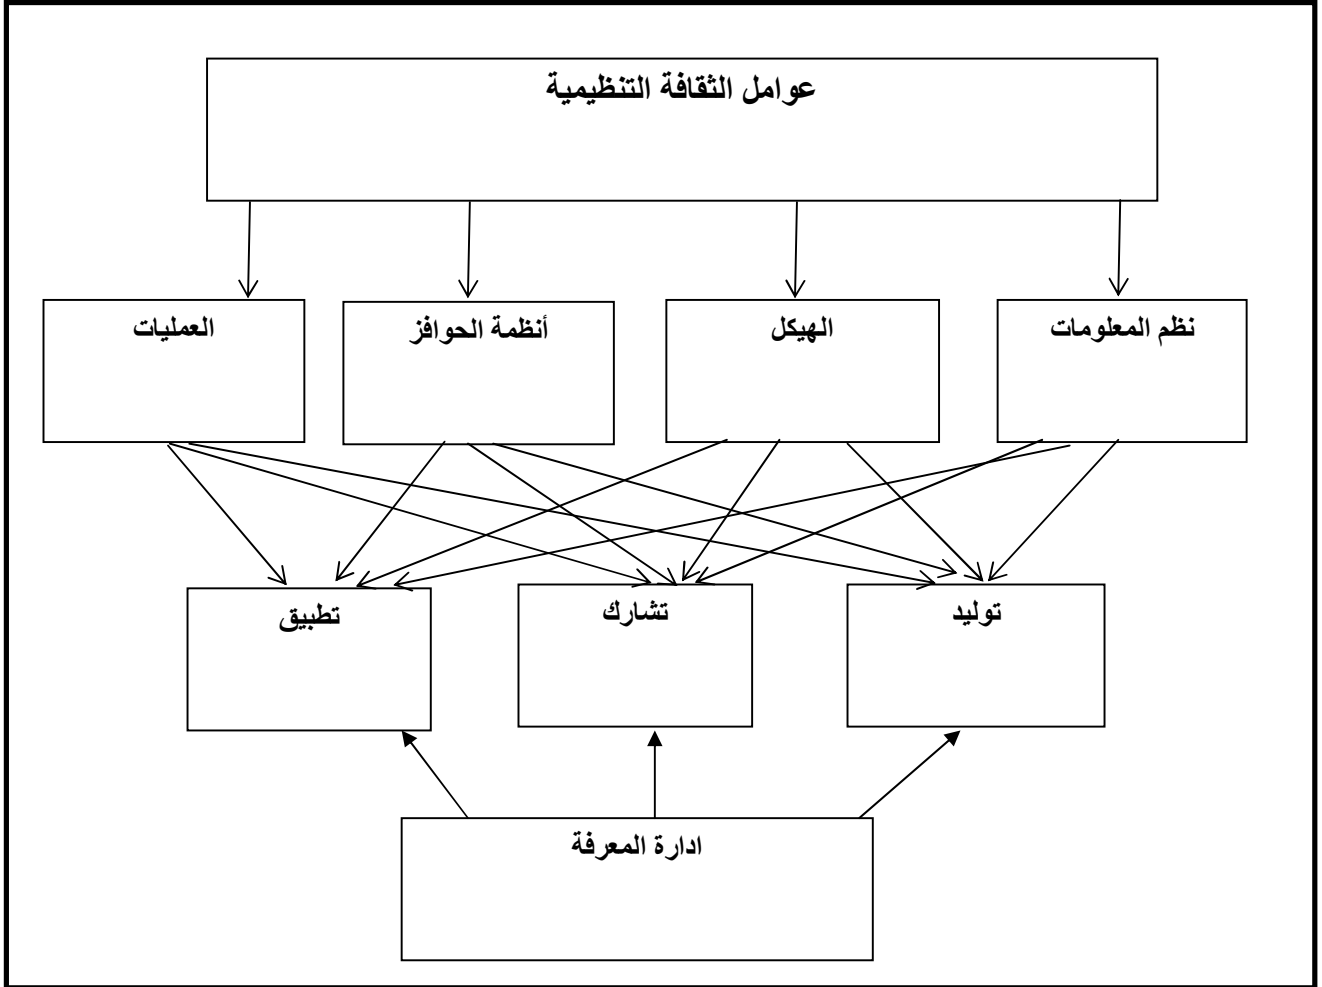 عوامل الثقافة التنظيمية
نظم المعلومات
الهيكل
أنظمة الحوافز
العمليات
توليد
تشارك
تطبيق
ادارة المعرفة